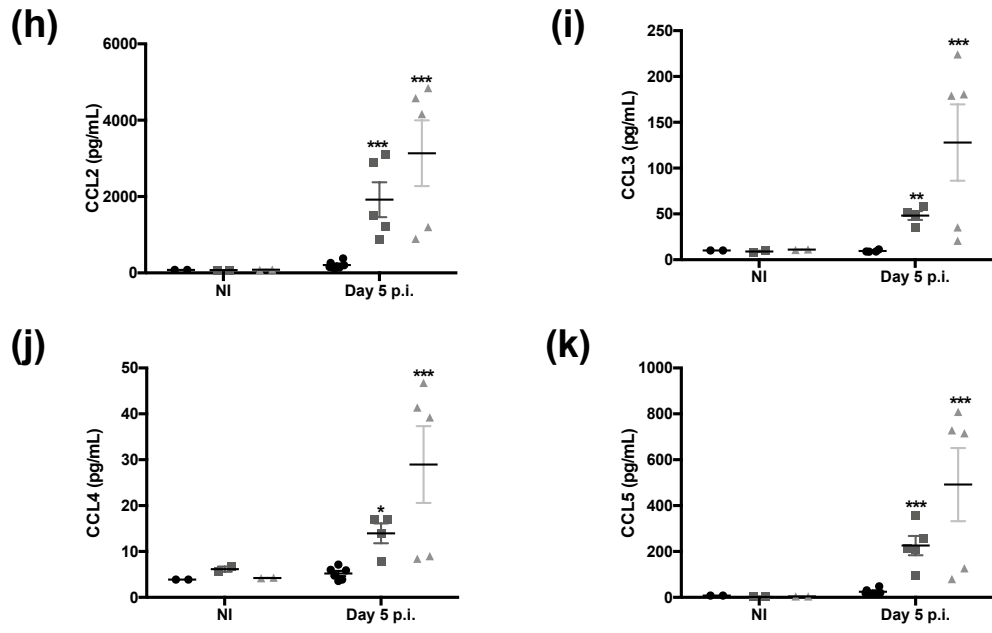 (h)
CCL2 (pg/mL)
6000
4000
2000
0
***
***
NI
Day 5 p.i.
(i)
CCL3 (pg/mL)
250
200
150
100
50
0
**
***
NI
Day 5 p.i.
(j)
CCL4 (pg/mL)
50
40
30
20
10
0
*
***
NI
Day 5 p.i.
(k)
CCL5 (pg/mL)
1000
800
600
400
200
0
***
***
NI
Day 5 p.i.